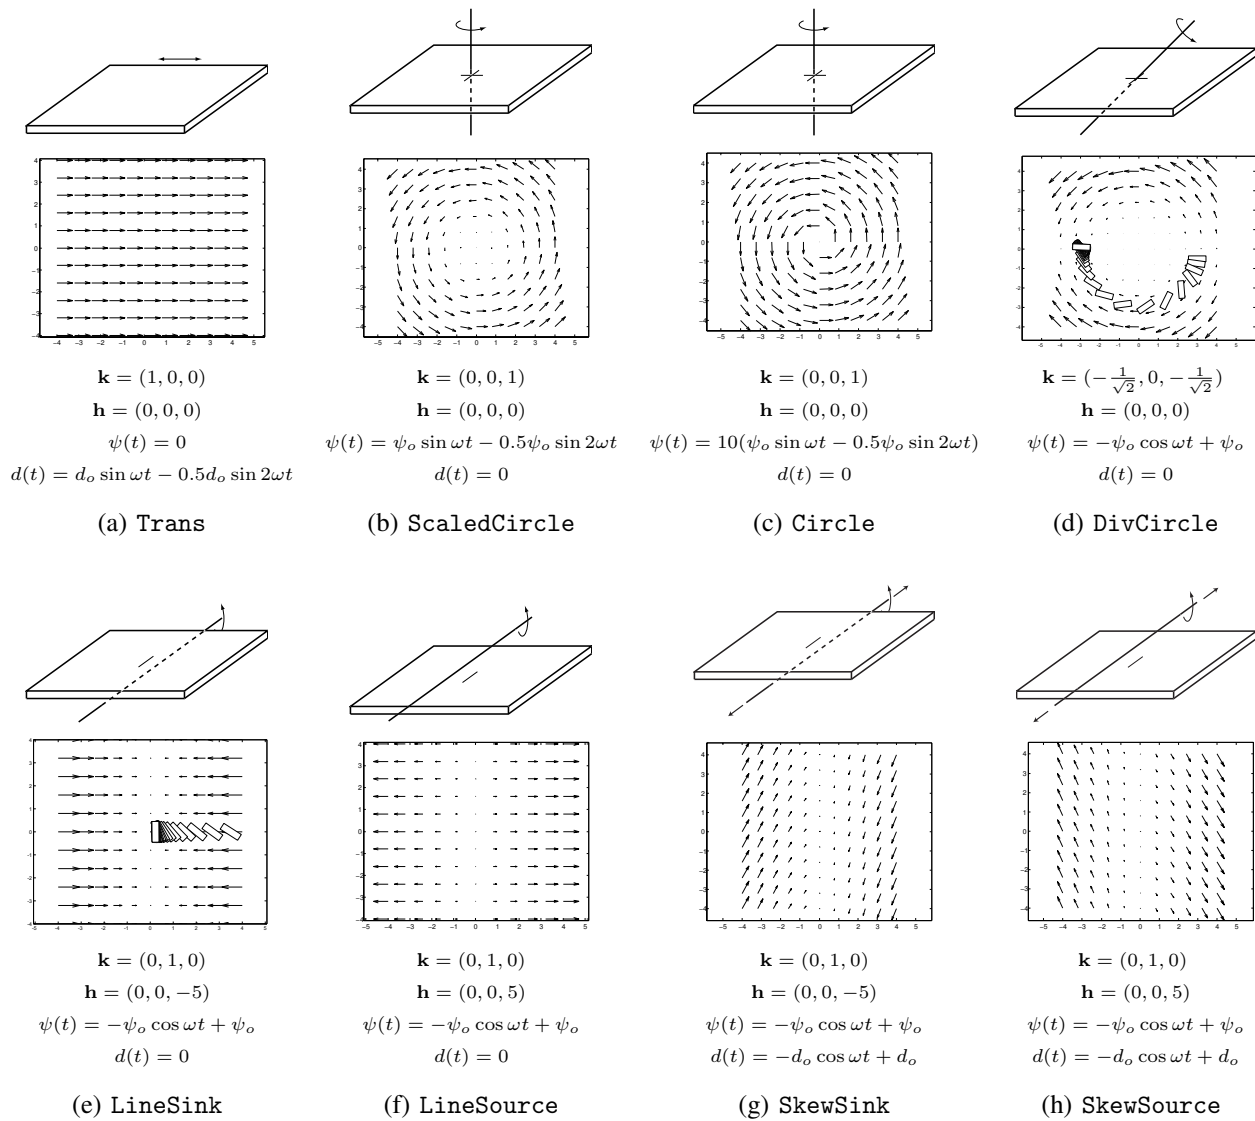 k = (1, 0, 0)
h = (0, 0, 0)
ψ(t) = 0
d(t) = d_o sin ωt − 0.5d_o sin 2ωt
(a) Trans
k = (0, 0, 1)
h = (0, 0, 0)
ψ(t) = ψ_o sin ωt − 0.5ψ_o sin 2ωt
d(t) = 0
(b) ScaledCircle
k = (0, 0, 1)
h = (0, 0, 0)
ψ(t) = 10(ψ_o sin ωt − 0.5ψ_o sin 2ωt)
d(t) = 0
(c) Circle
k = (−1/√2, 0, −1/√2)
h = (0, 0, 0)
ψ(t) = −ψ_o cos ωt + ψ_o
d(t) = 0
(d) DivCircle
k = (0, 1, 0)
h = (0, 0, −5)
ψ(t) = −ψ_o cos ωt + ψ_o
d(t) = 0
(e) LineSink
k = (0, 1, 0)
h = (0, 0, 5)
ψ(t) = −ψ_o cos ωt + ψ_o
d(t) = 0
(f) LineSource
k = (0, 1, 0)
h = (0, 0, −5)
ψ(t) = −ψ_o cos ωt + ψ_o
d(t) = −d_o cos ωt + d_o
(g) SkewSink
k = (0, 1, 0)
h = (0, 0, 5)
ψ(t) = −ψ_o cos ωt + ψ_o
d(t) = −d_o cos ωt + d_o
(h) SkewSource